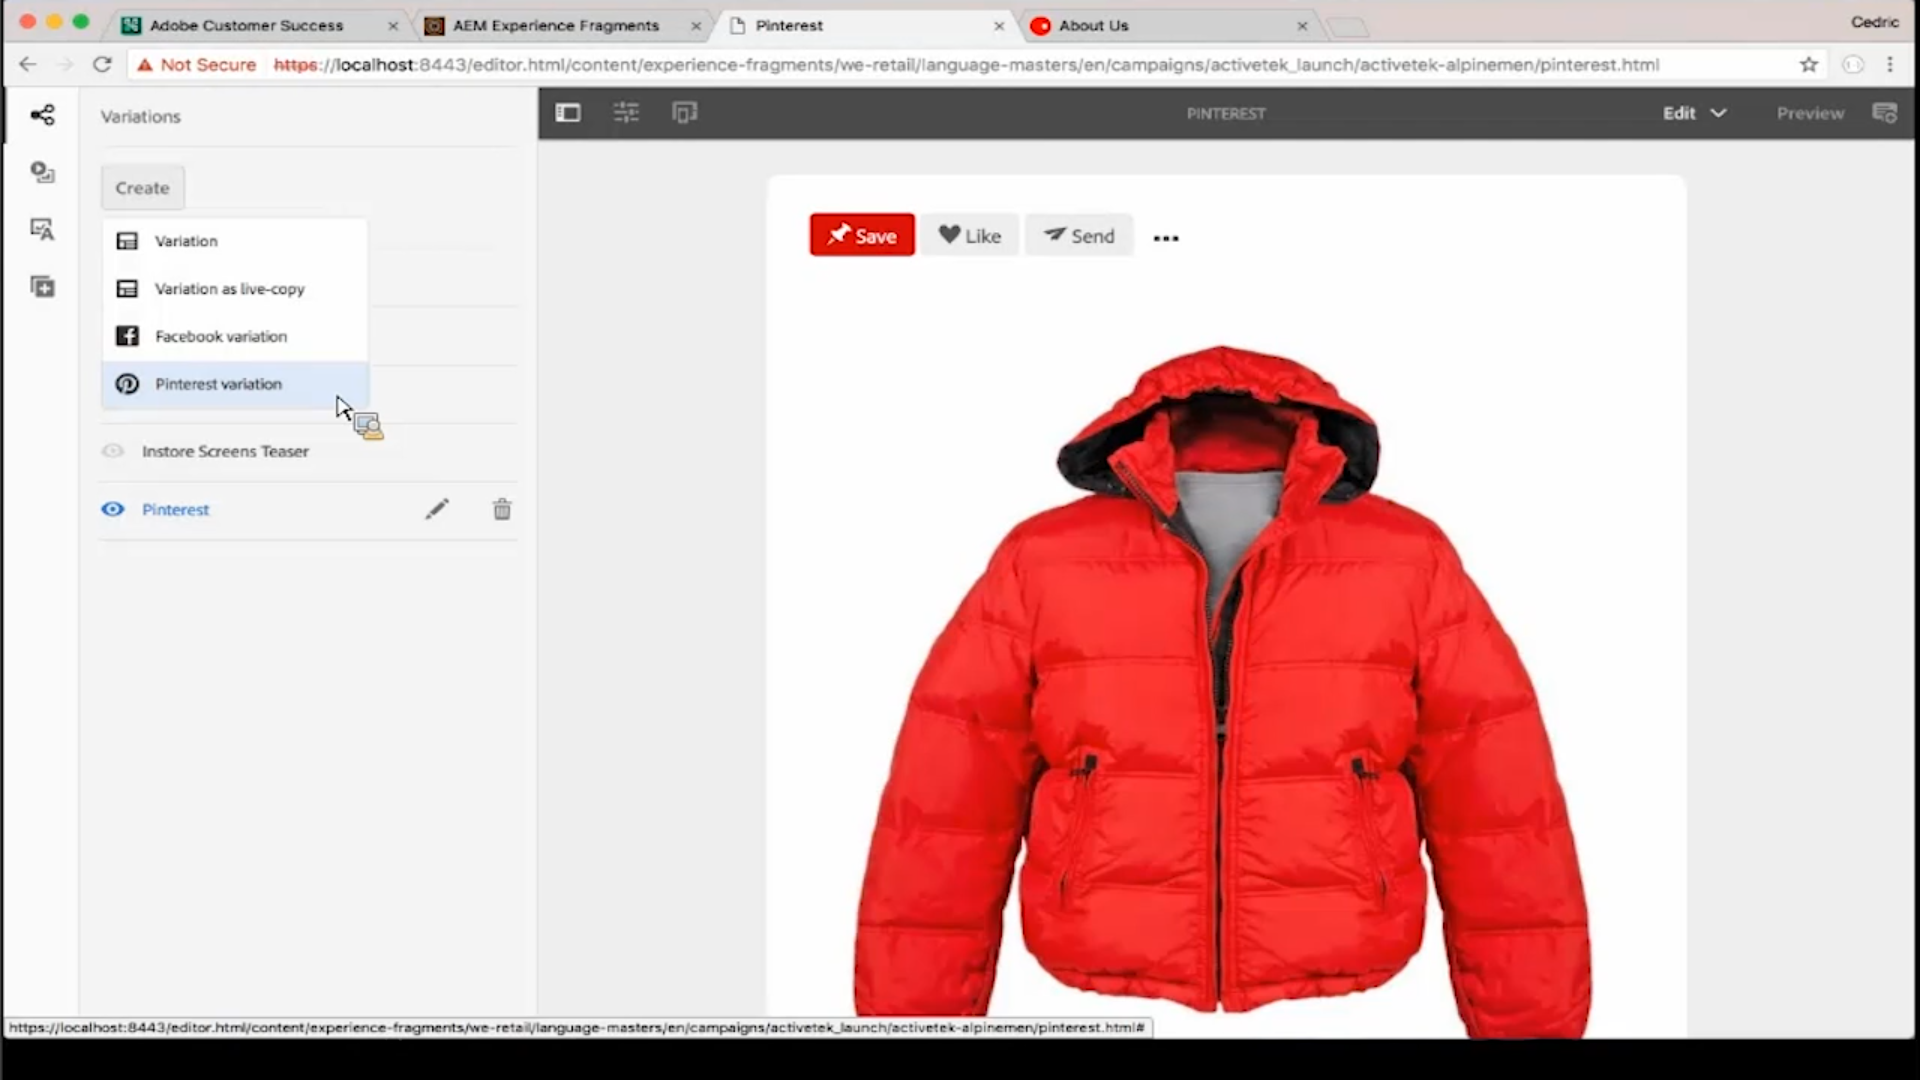 Adobe Customer Success
AEM Experience Fragments
Pinterest
About Us
Cedric
Not Secure https://localhost:8443/editor.html/content/experience-fragments/we-retail/language-masters/en/campaigns/activetek_launch/activetek-alpinemen/pinterest.html
Variations
PINTEREST
Edit
Preview
Create
Variation
Variation as live-copy
Facebook variation
Pinterest variation
Instore Screens Teaser
Pinterest
Save
Like
Send
https://localhost:8443/editor.html/content/experience-fragments/we-retail/language-masters/en/campaigns/activetek_launch/activetek-alpinemen/pinterest.html#